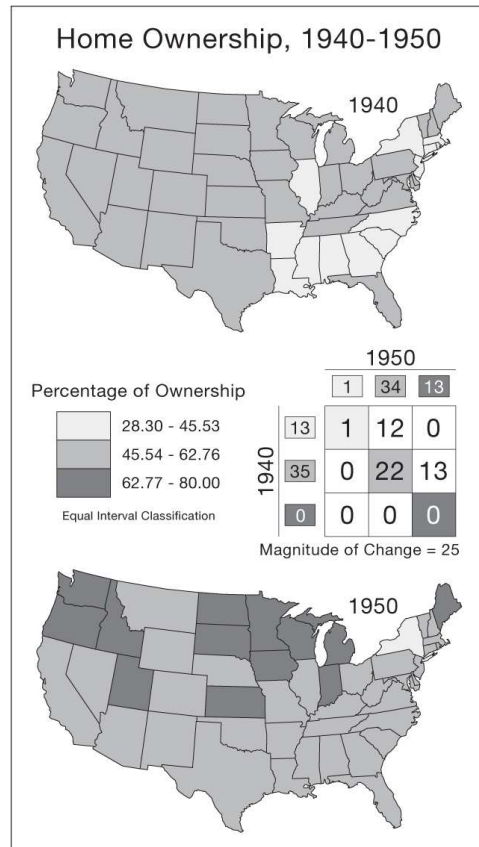 Home Ownership, 1940-1950
1940
Percentage of Ownership
28.30 - 45.53
45.54 - 62.76
62.77 - 80.00
Equal Interval Classification
1950
1 34 13
1940
13 1 12 0
35 0 22 13
0 0 0 0
Magnitude of Change = 25
1950